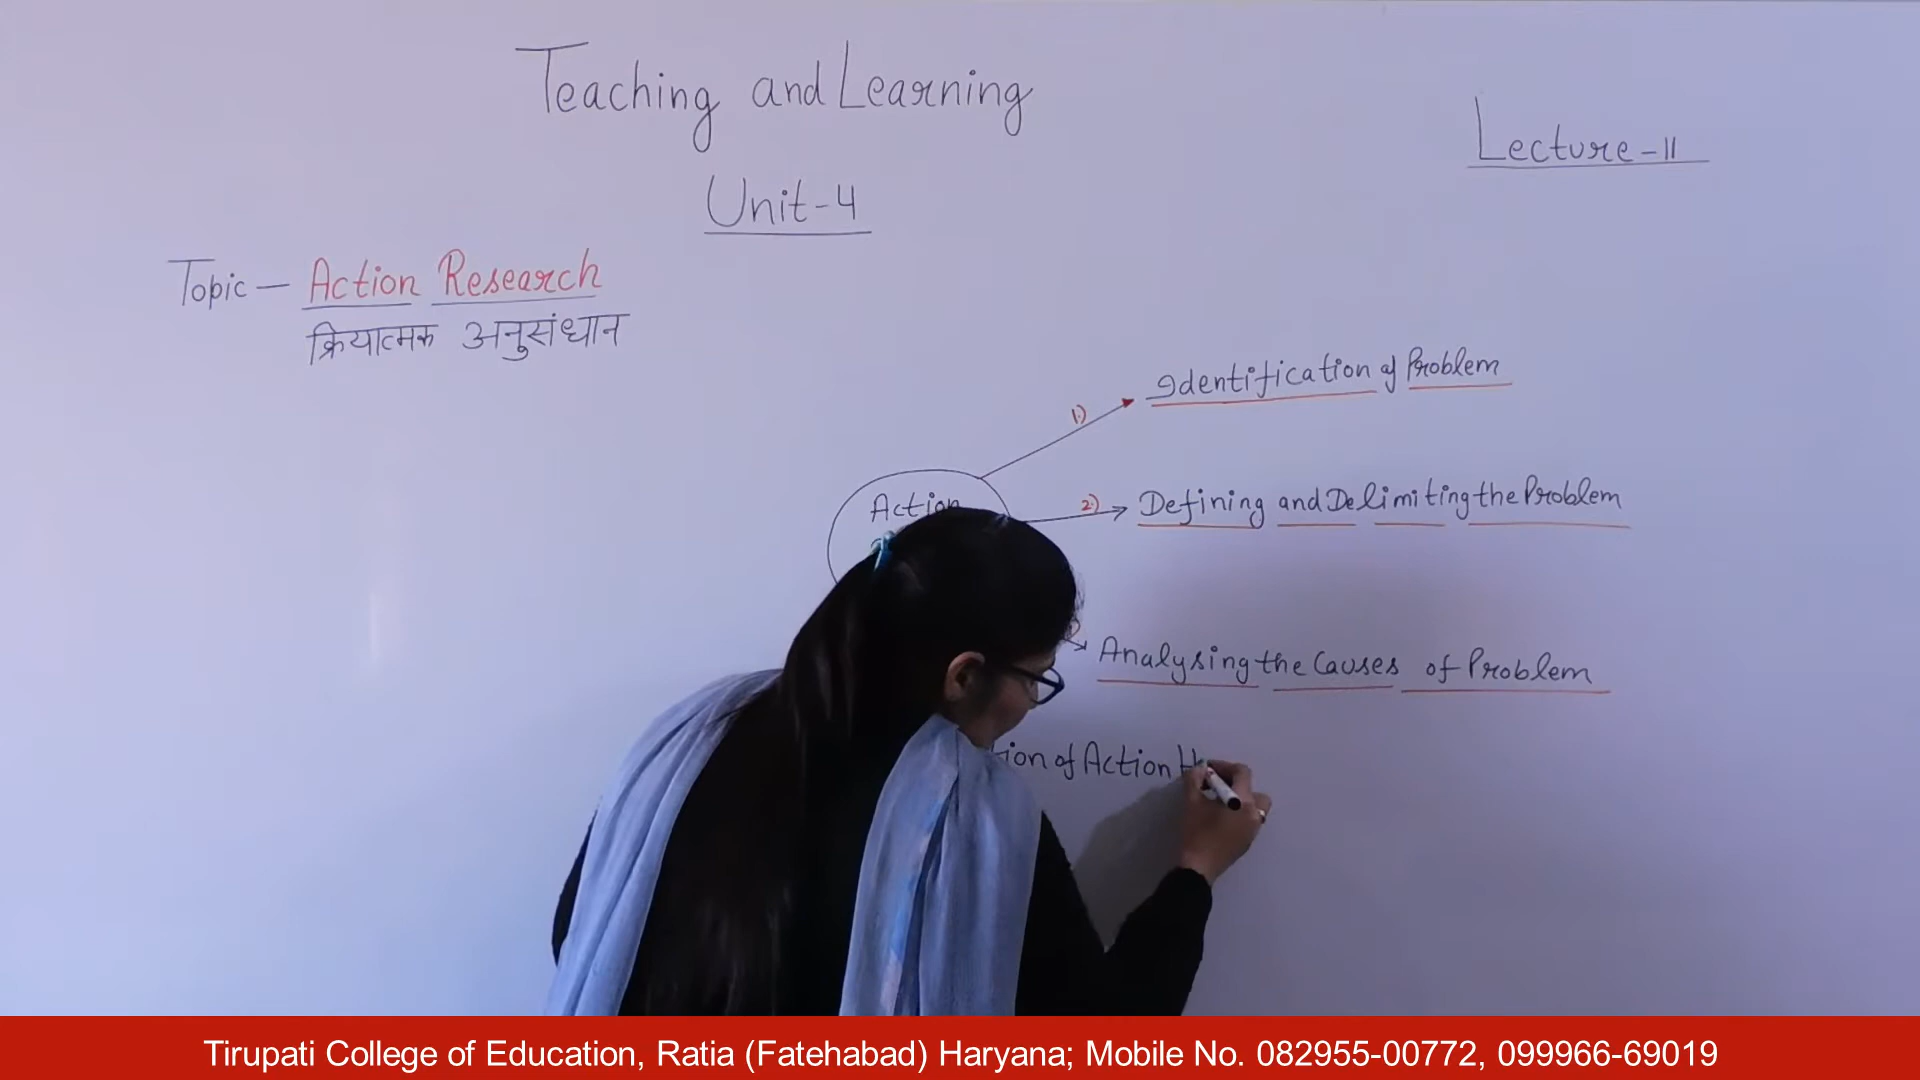 Teaching and Learning
Lecture-11
Unit-4
Topic - Action Research
क्रियात्मक अनुसंधान
1) Identification of Problem
Action
2) Defining and Delimiting the Problem
Analysing the Causes of Problem
tion of Action H
Tirupati College of Education, Ratia (Fatehabad) Haryana; Mobile No. 082955-00772, 099966-69019